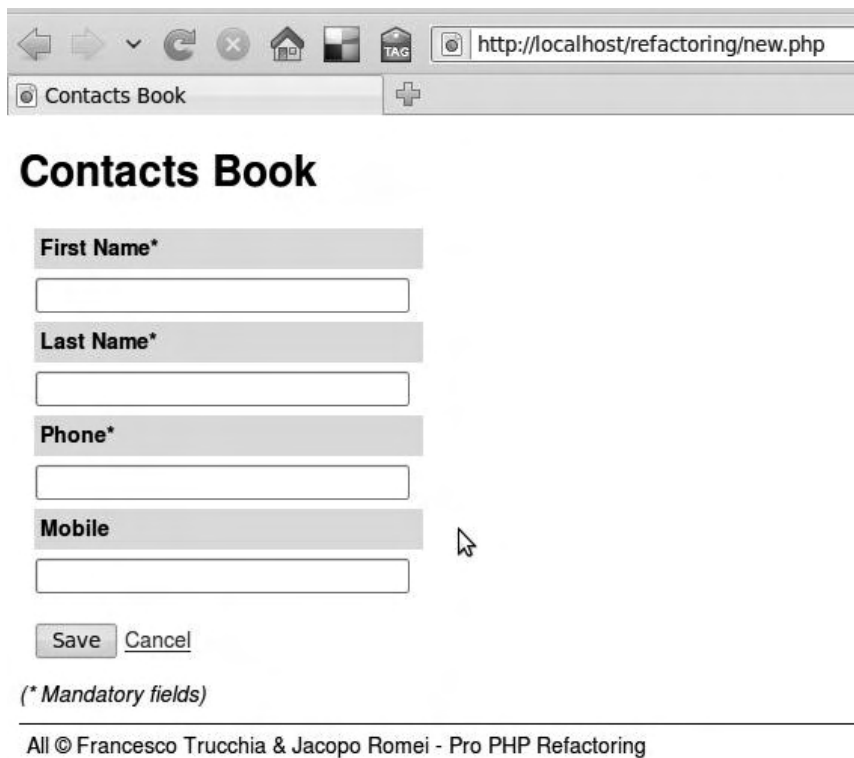 TAG
http://localhost/refactoring/new.php
Contacts Book
Contacts Book
First Name*
Last Name*
Phone*
Mobile
Save Cancel
(* Mandatory fields)
All © Francesco Trucchia & Jacopo Romei - Pro PHP Refactoring